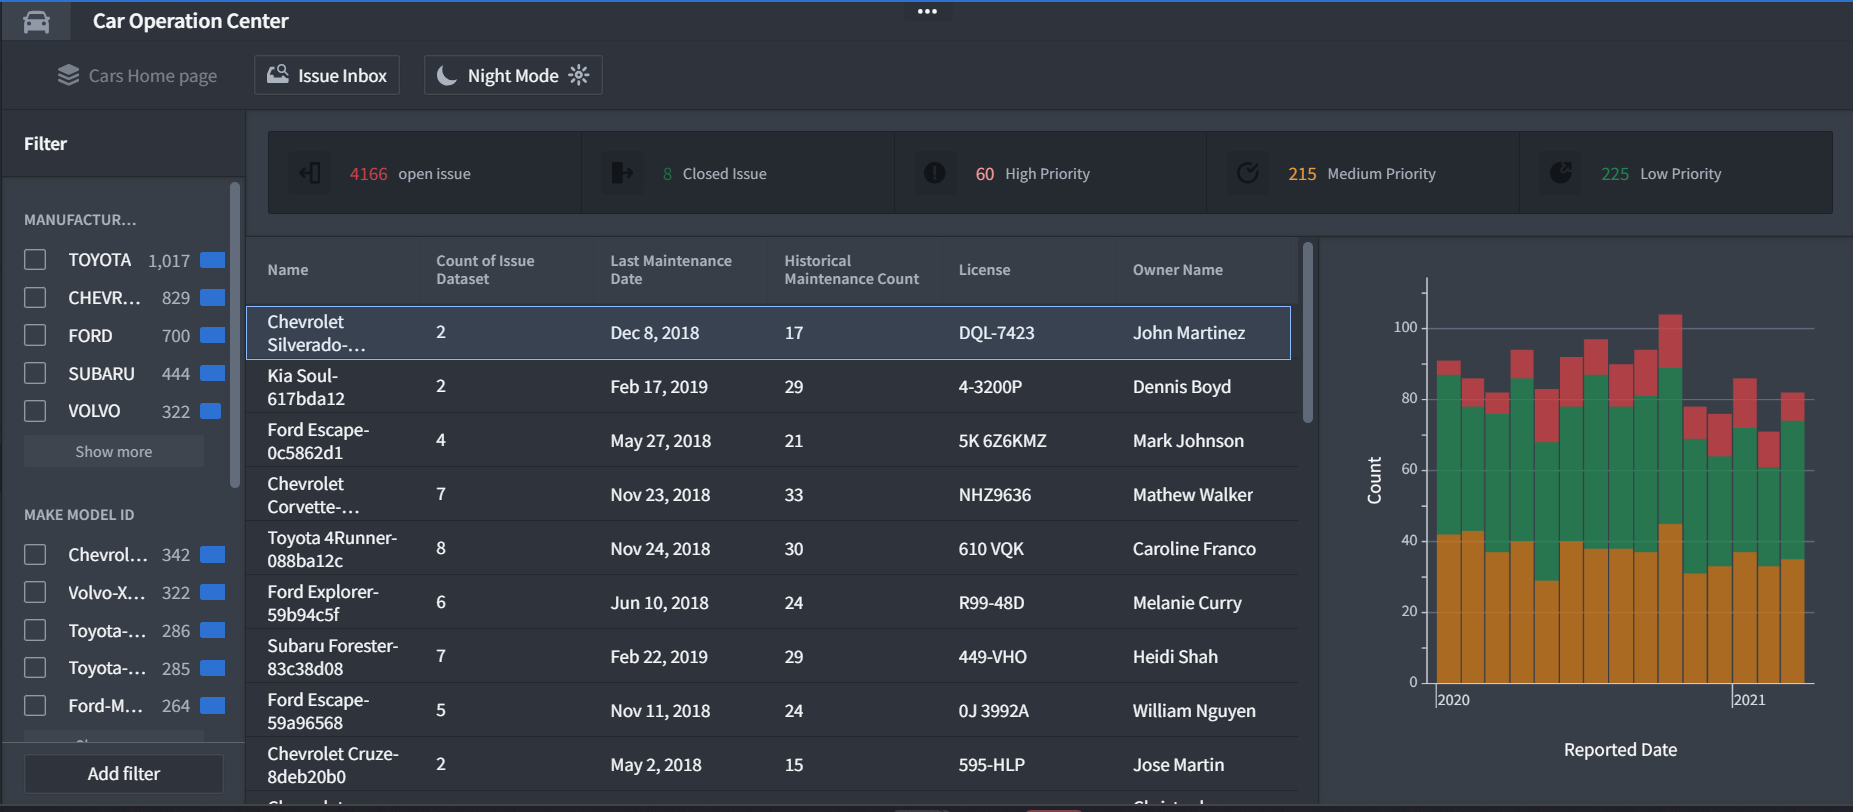 Car Operation Center
Cars Home page
Issue Inbox
Night Mode
Filter
MANUFACTUR...
TOYOTA 1,017
CHEVR... 829
FORD 700
SUBARU 444
VOLVO 322
Show more
MAKE MODEL ID
Chevrol... 342
Volvo-X... 322
Toyota-... 286
Toyota-... 285
Ford-M... 264
Add filter
4166 open issue
8 Closed Issue
60 High Priority
215 Medium Priority
225 Low Priority
Name
Count of Issue
Dataset
Last Maintenance
Date
Historical
Maintenance Count
License
Owner Name
Chevrolet
Silverado-...
2
Dec 8, 2018
17
DQL-7423
John Martinez
Kia Soul-
617bda12
2
Feb 17, 2019
29
4-3200P
Dennis Boyd
Ford Escape-
0c5862d1
4
May 27, 2018
21
5K 6Z6KMZ
Mark Johnson
Chevrolet
Corvette-...
7
Nov 23, 2018
33
NHZ9636
Mathew Walker
Toyota 4Runner-
088ba12c
8
Nov 24, 2018
30
610 VQK
Caroline Franco
Ford Explorer-
59b94c5f
6
Jun 10, 2018
24
R99-48D
Melanie Curry
Subaru Forester-
83c38d08
7
Feb 22, 2019
29
449-VHO
Heidi Shah
Ford Escape-
59a96568
5
Nov 11, 2018
24
0J 3992A
William Nguyen
Chevrolet Cruze-
8deb20b0
2
May 2, 2018
15
595-HLP
Jose Martin
100
80
60
40
20
0
Count
2020
2021
Reported Date